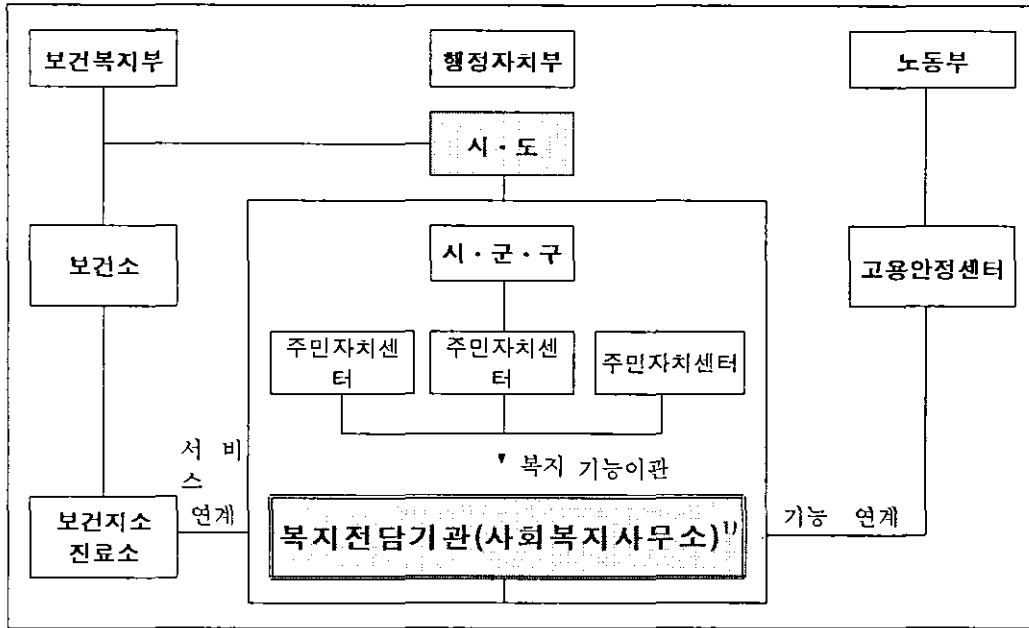 보건복지부
행정자치부
노동부
시·도
보건소
시·군·구
고용안정센터
주민자치센
터
주민자치센
터
주민자치센터
서 비
스
연계
복지 기능이관
보건지소
진료소
복지전담기관(사회복지사무소)¹⁾
기능 연계